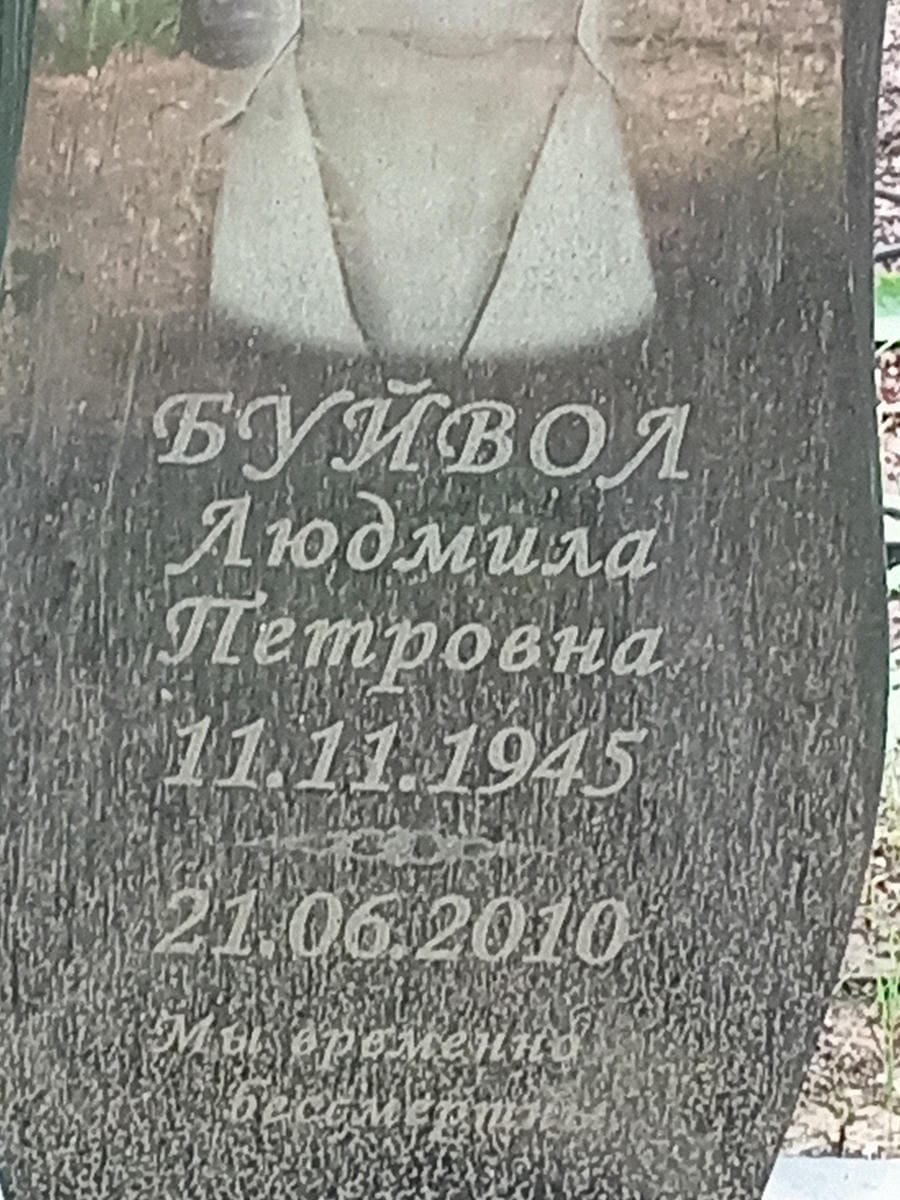 БУЙВОЛ
Людмила
Петровна
11.11.1945
21.06.2010
Мы временно
бессмертны